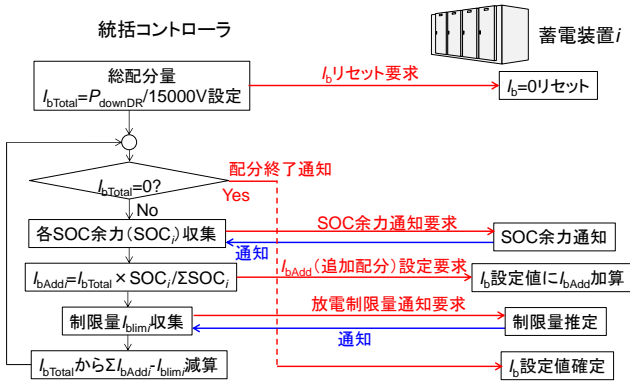 統括コントローラ
蓄電装置i
総配分量
IbTotal=PdownDR/15000V設定
Ibリセット要求
Ib=0リセット
配分終了通知
IbTotal=0?
Yes
No
各SOC余力(SOCi)収集
SOC余力通知要求
通知
SOC余力通知
IbAddi=IbTotal×SOCi/ΣSOCi
IbAdd(追加配分)設定要求
Ib設定値にIbAdd加算
放電制限量通知要求
制限量Iblimi収集
通知
制限量推定
IbTotalからΣIbAddi-Iblimi減算
Ib設定値確定